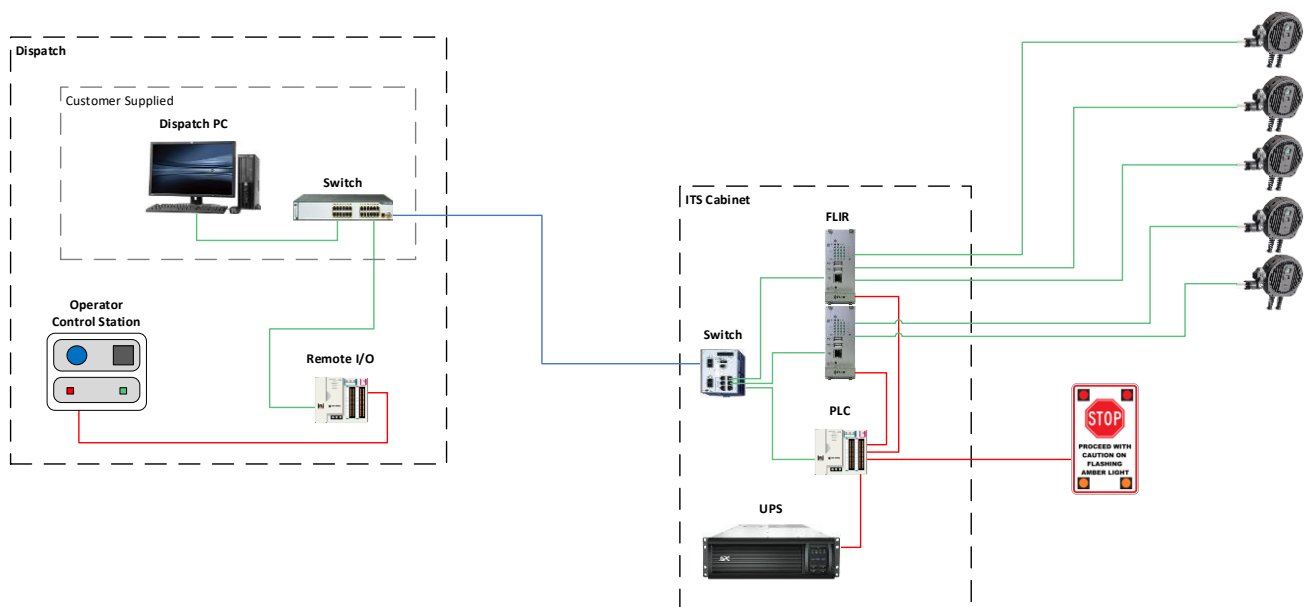 Dispatch
Customer Supplied
Dispatch PC
Switch
Operator
Control Station
Remote I/O
ITS Cabinet
FLIR
Switch
PLC
UPS
STOP
PROCEED WITH
CAUTION ON
FLASHING
AMBER LIGHT